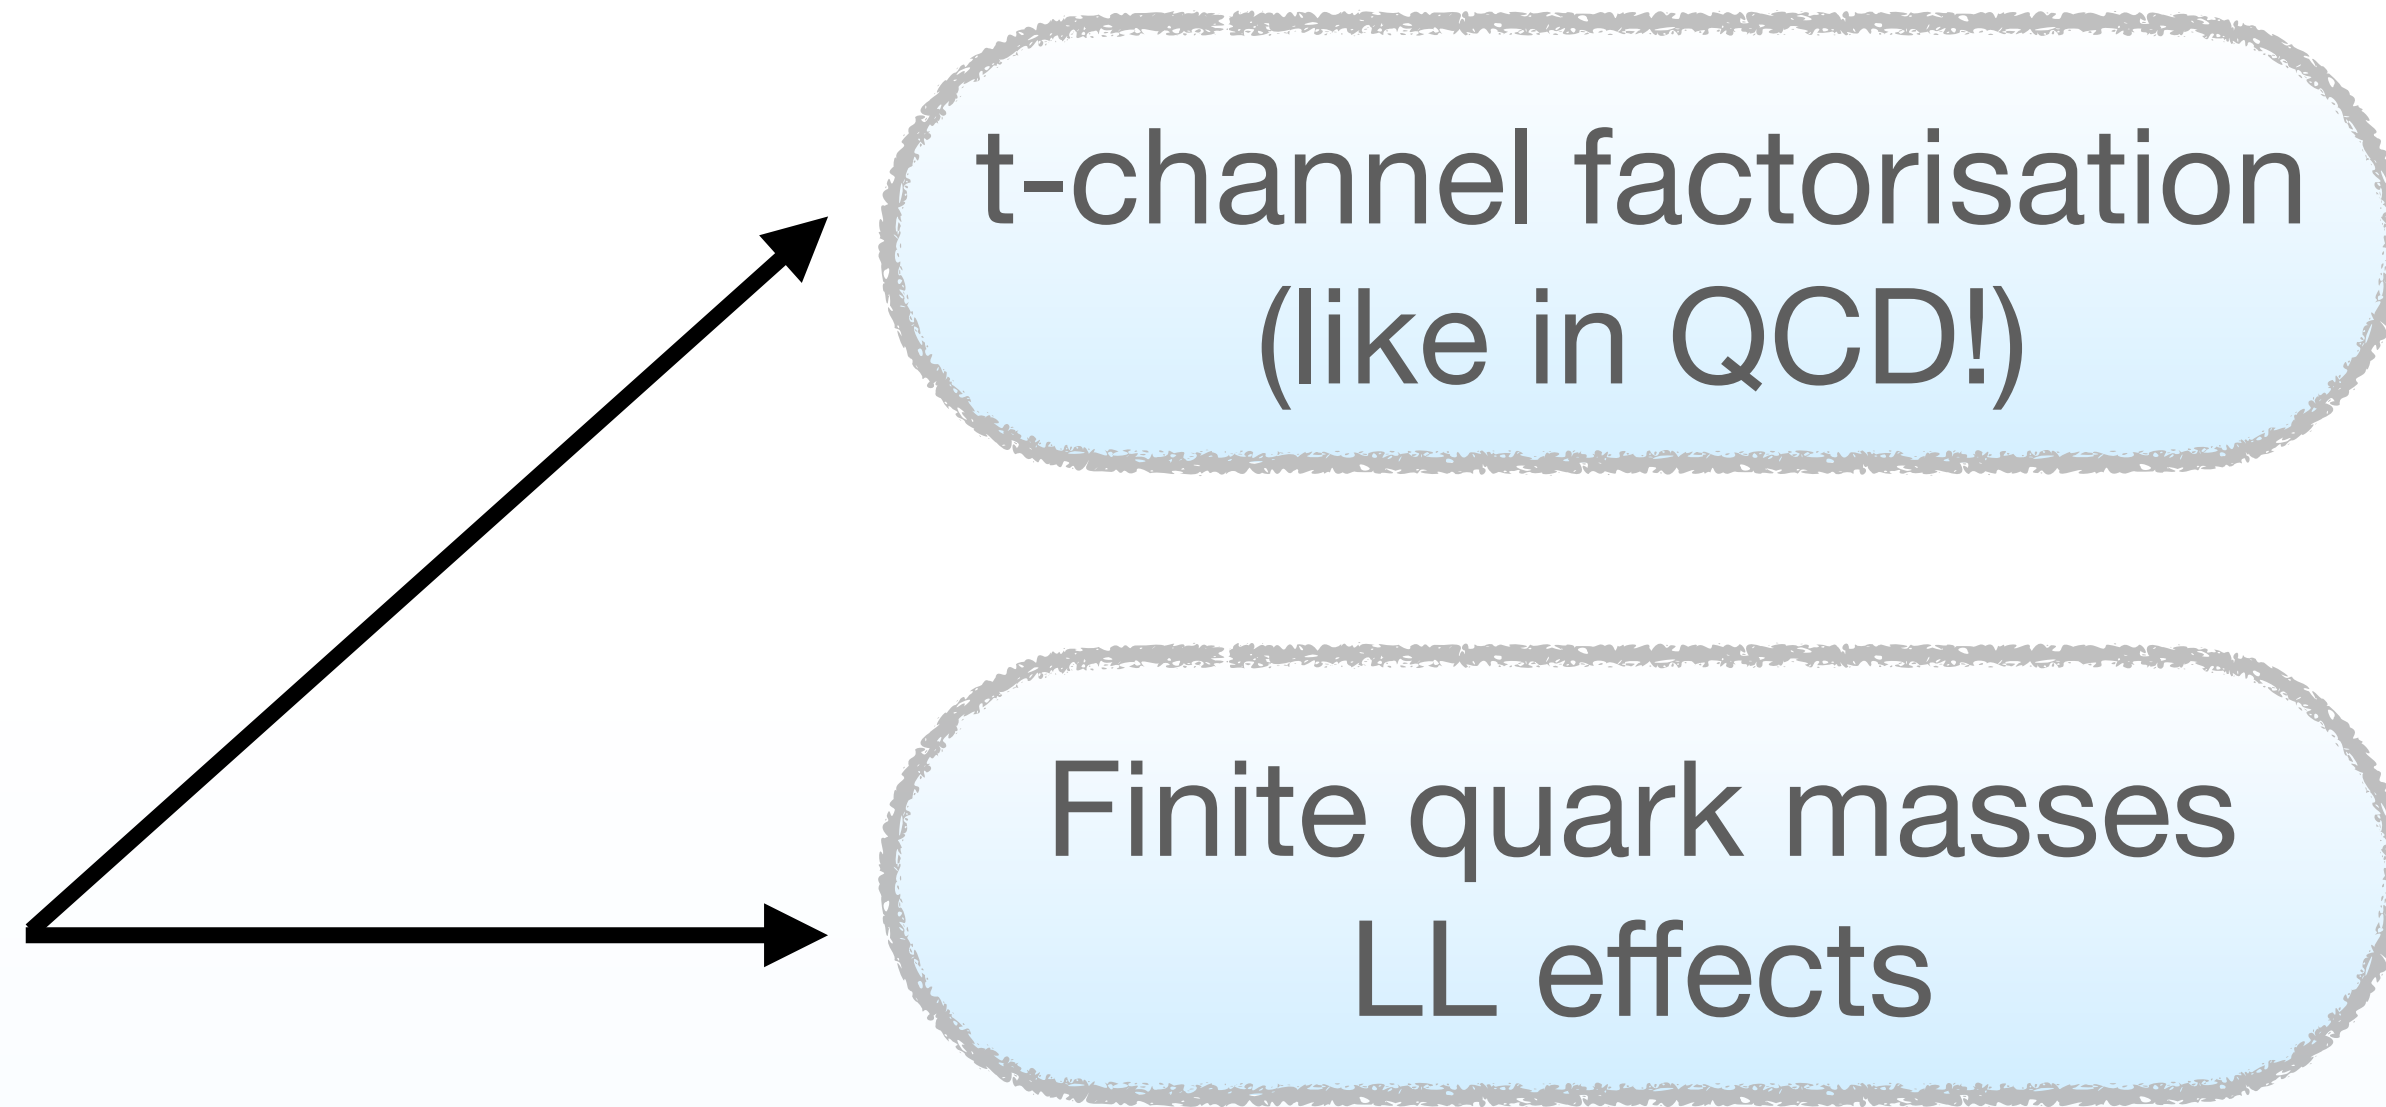 t-channel factorisation
(like in QCD!)
Finite quark masses
LL effects